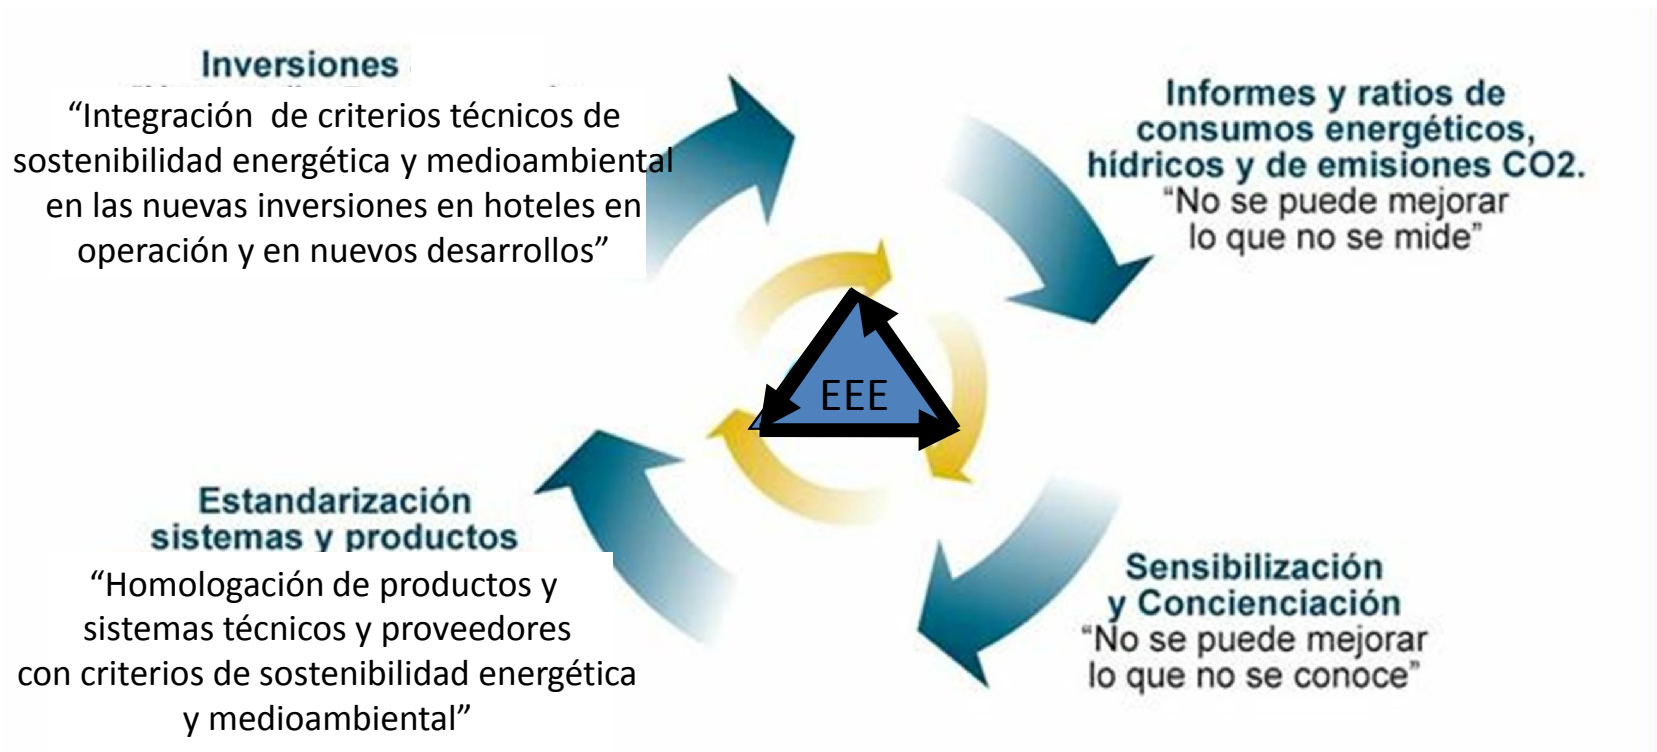 Inversiones
“Integración de criterios técnicos de
sostenibilidad energética y medioambiental
en las nuevas inversiones en hoteles en
operación y en nuevos desarrollos”
Informes y ratios de
consumos energéticos,
hídricos y de emisiones CO2.
“No se puede mejorar
lo que no se mide”
EEE
Estandarización
sistemas y productos
“Homologación de productos y
sistemas técnicos y proveedores
con criterios de sostenibilidad energética
y medioambiental”
Sensibilización
y Concienciación
“No se puede mejorar
lo que no se conoce”